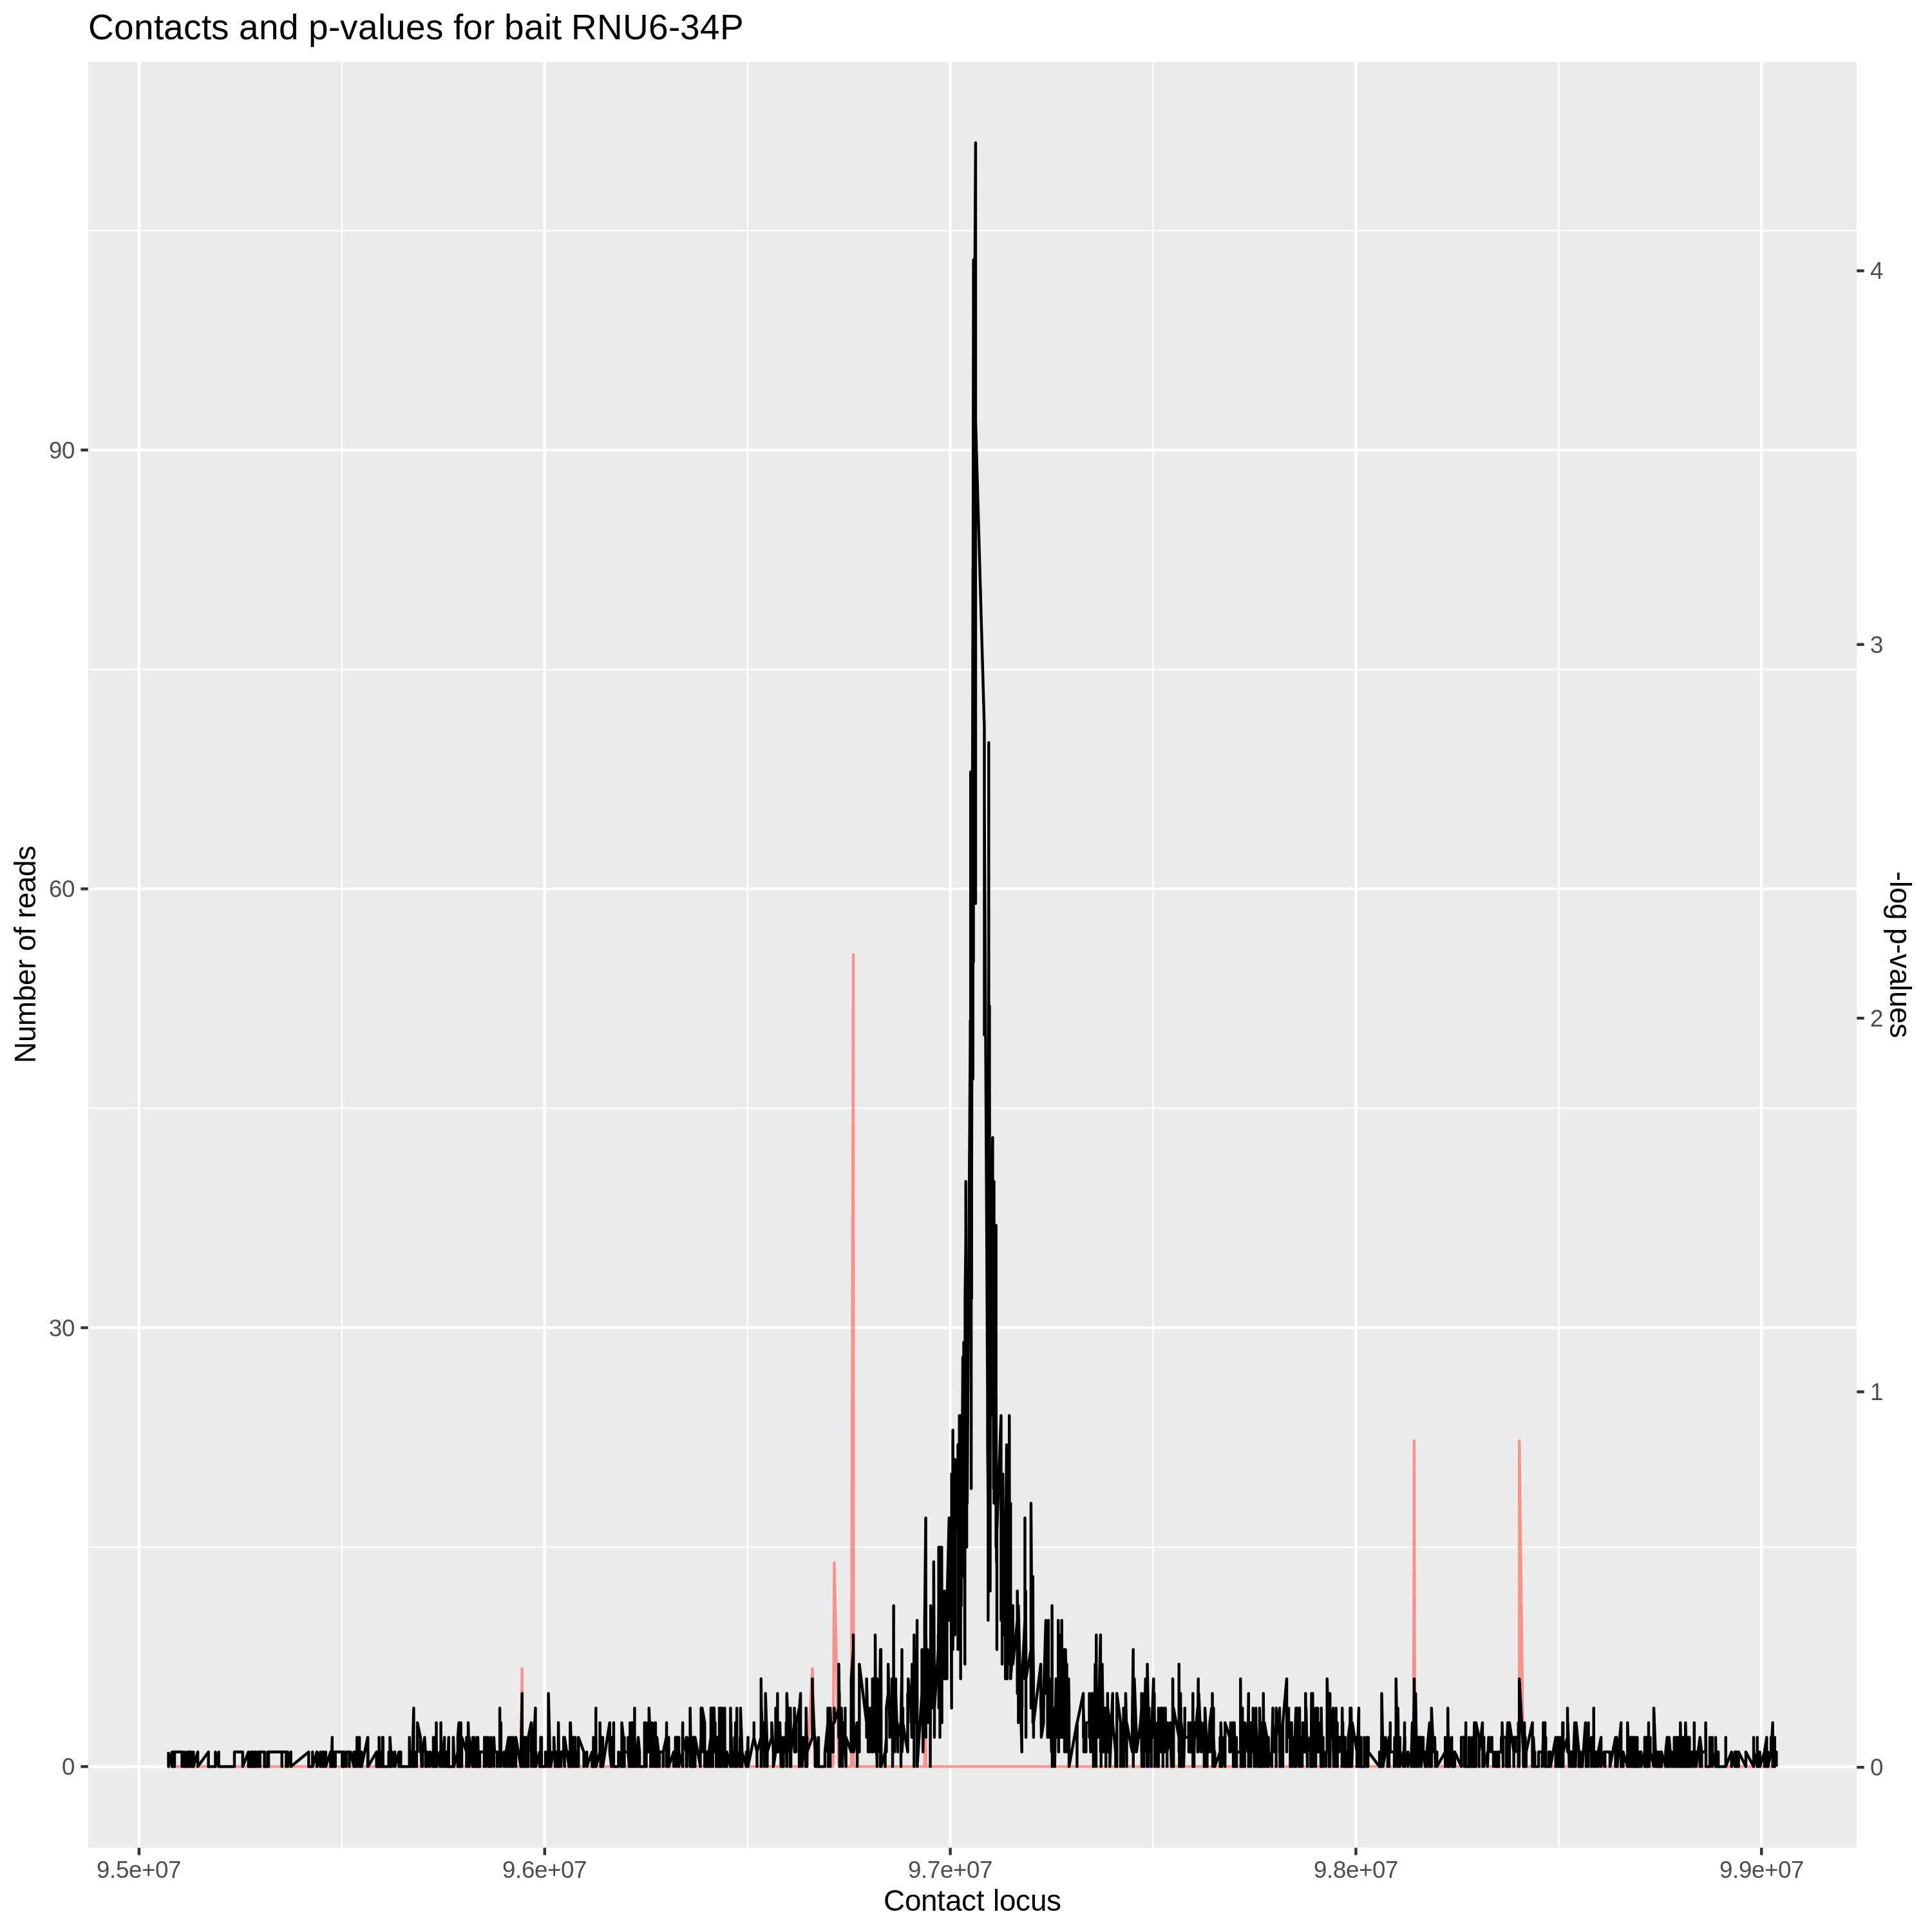 Contacts and p-values for bait RNU6-34P
Number of reads
90
60
30
0
4
3
2
1
0
-log p-values
9.5e+07 9.6e+07 9.7e+07 9.8e+07 9.9e+07
Contact locus